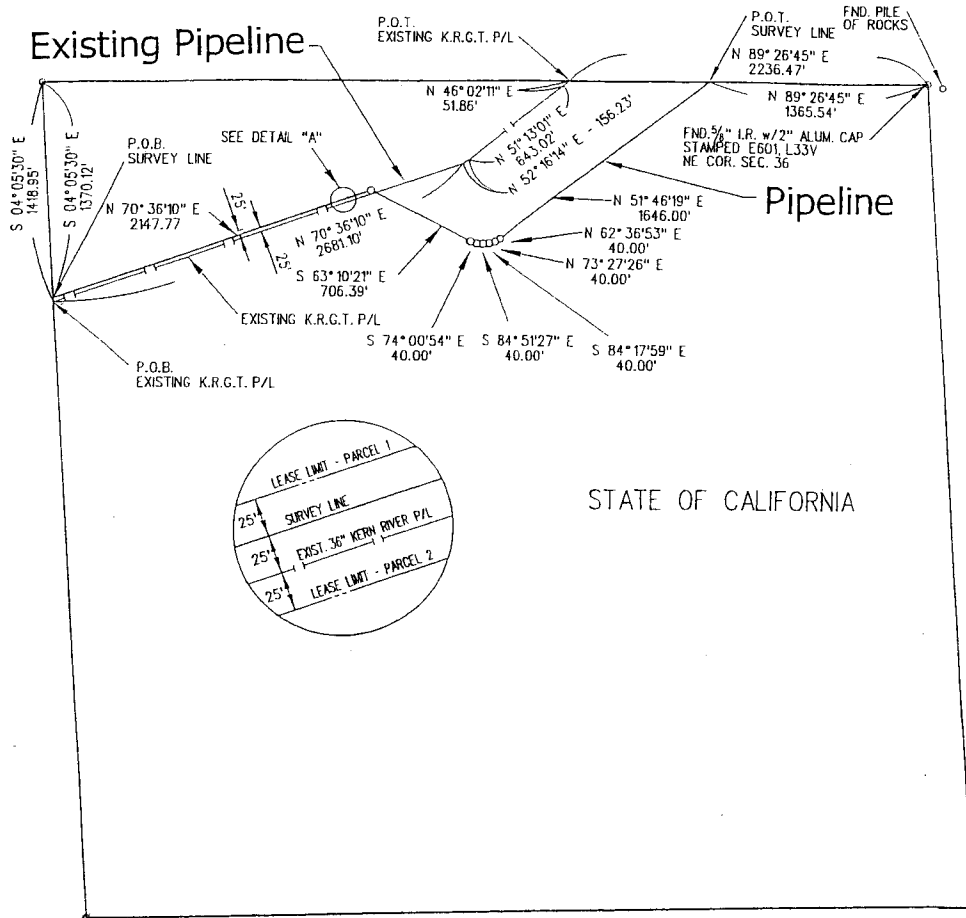 P.O.T.
EXISTING K.R.G.T. P/L
P.O.T.
SURVEY LINE
FND. PILE
OF ROCKS
Existing Pipeline
N 89° 26'45" E
2236.47'
N 46° 02'11" E
51.86'
N 89° 26'45" E
1365.54'
SEE DETAIL "A"
P.O.B.
SURVEY LINE
S 04° 05'30" E
1418.95'
S 04° 05'30" E
1370.12'
N 51° 13'01" E
643.02'
N 52° 16'14" E - 156.23'
FND. 5/8" I.R. w/2" ALUM. CAP
STAMPED E601, L33V
NE COR. SEC. 36
Pipeline
N 70° 36'10" E
2147.77
25'
25'
N 70° 36'10" E
2681.10'
N 51° 46'19" E
1646.00'
N 62° 36'53" E
40.00'
N 73° 27'26" E
40.00'
S 63° 10'21" E
706.39'
EXISTING K.R.G.T. P/L
S 74° 00'54" E
40.00'
S 84° 51'27" E
40.00'
S 84° 17'59" E
40.00'
P.O.B.
EXISTING K.R.G.T. P/L
LEASE LIMIT - PARCEL 1
25'
SURVEY LINE
25'
EXIST. 36" KERN RIVER P/L
25'
LEASE LIMIT - PARCEL 2
STATE OF CALIFORNIA